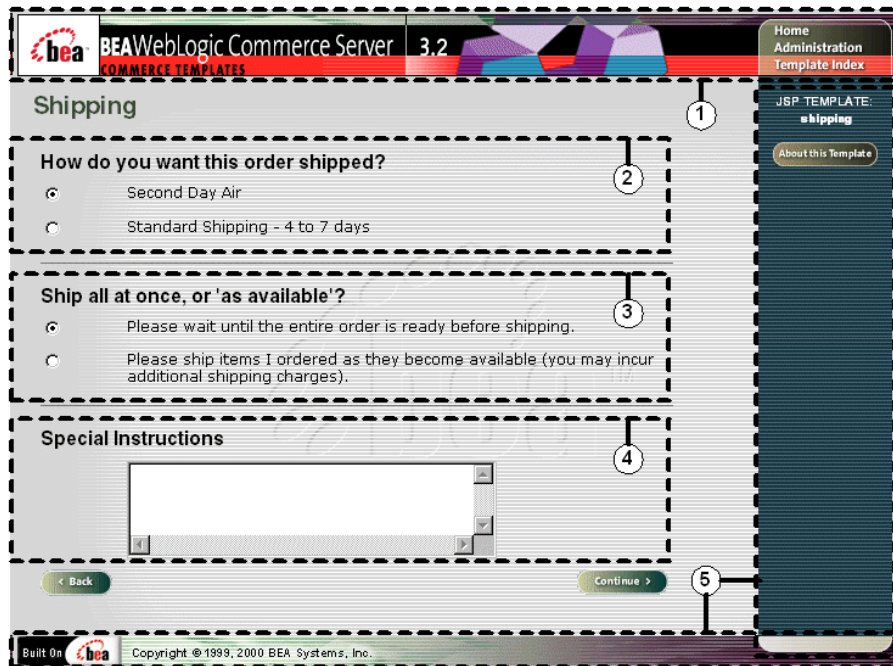 bea BEA WebLogic Commerce Server 3.2
COMMERCE TEMPLATES
Home
Administration
Template Index
1
Shipping
JSP TEMPLATE:
shipping
About this Template
How do you want this order shipped?
2
Second Day Air
Standard Shipping - 4 to 7 days
Ship all at once, or 'as available'?
3
Please wait until the entire order is ready before shipping.
Please ship items I ordered as they become available (you may incur
additional shipping charges).
Special Instructions
4
< Back
Continue >
5
Built On bea Copyright © 1999, 2000 BEA Systems, Inc.